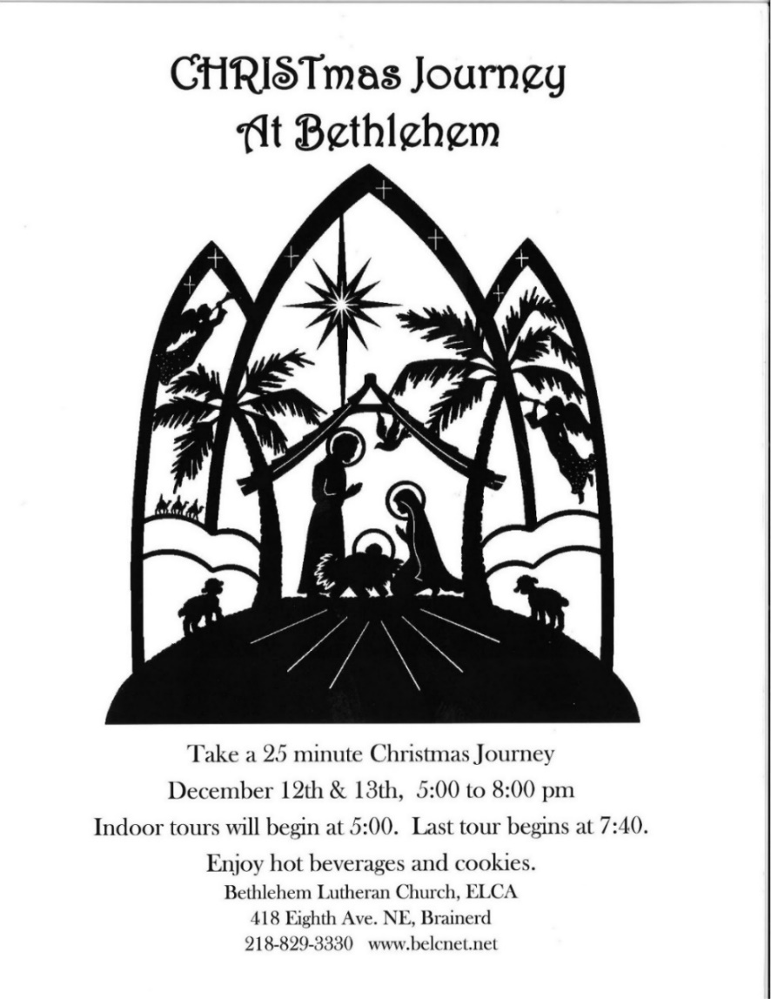 CHRISTmas Journey
At Bethlehem
Take a 25 minute Christmas Journey
December 12th & 13th, 5:00 to 8:00 pm
Indoor tours will begin at 5:00. Last tour begins at 7:40.
Enjoy hot beverages and cookies.
Bethlehem Lutheran Church, ELCA
418 Eighth Ave. NE, Brainerd
218-829-3330 www.belcnet.net